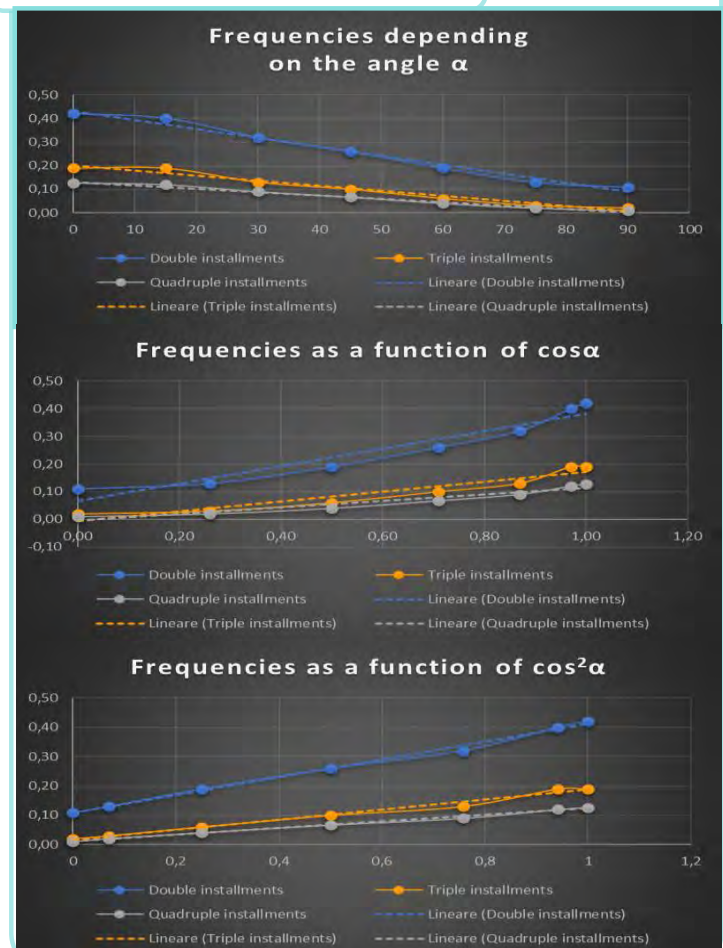 Frequencies depending
on the angle α
0,50
0,40
0,30
0,20
0,10
0,00
0 10 20 30 40 50 60 70 80 90 100
Double installments Triple installments
Quadruple installments Lineare (Double installments)
Lineare (Triple installments) Lineare (Quadruple installments)
Frequencies as a function of cosα
0,50
0,40
0,30
0,20
0,10
0,00
-0,10
0,00 0,20 0,40 0,60 0,80 1,00 1,20
Double installments Triple installments
Quadruple installments Lineare (Double installments)
Lineare (Triple installments) Lineare (Quadruple installments)
Frequencies as a function of cos²α
0,50
0,40
0,30
0,20
0,10
0,00
0 0,2 0,4 0,6 0,8 1 1,2
Double installments Triple installments
Quadruple installments Lineare (Double installments)
Lineare (Triple installments) Lineare (Quadruple installments)